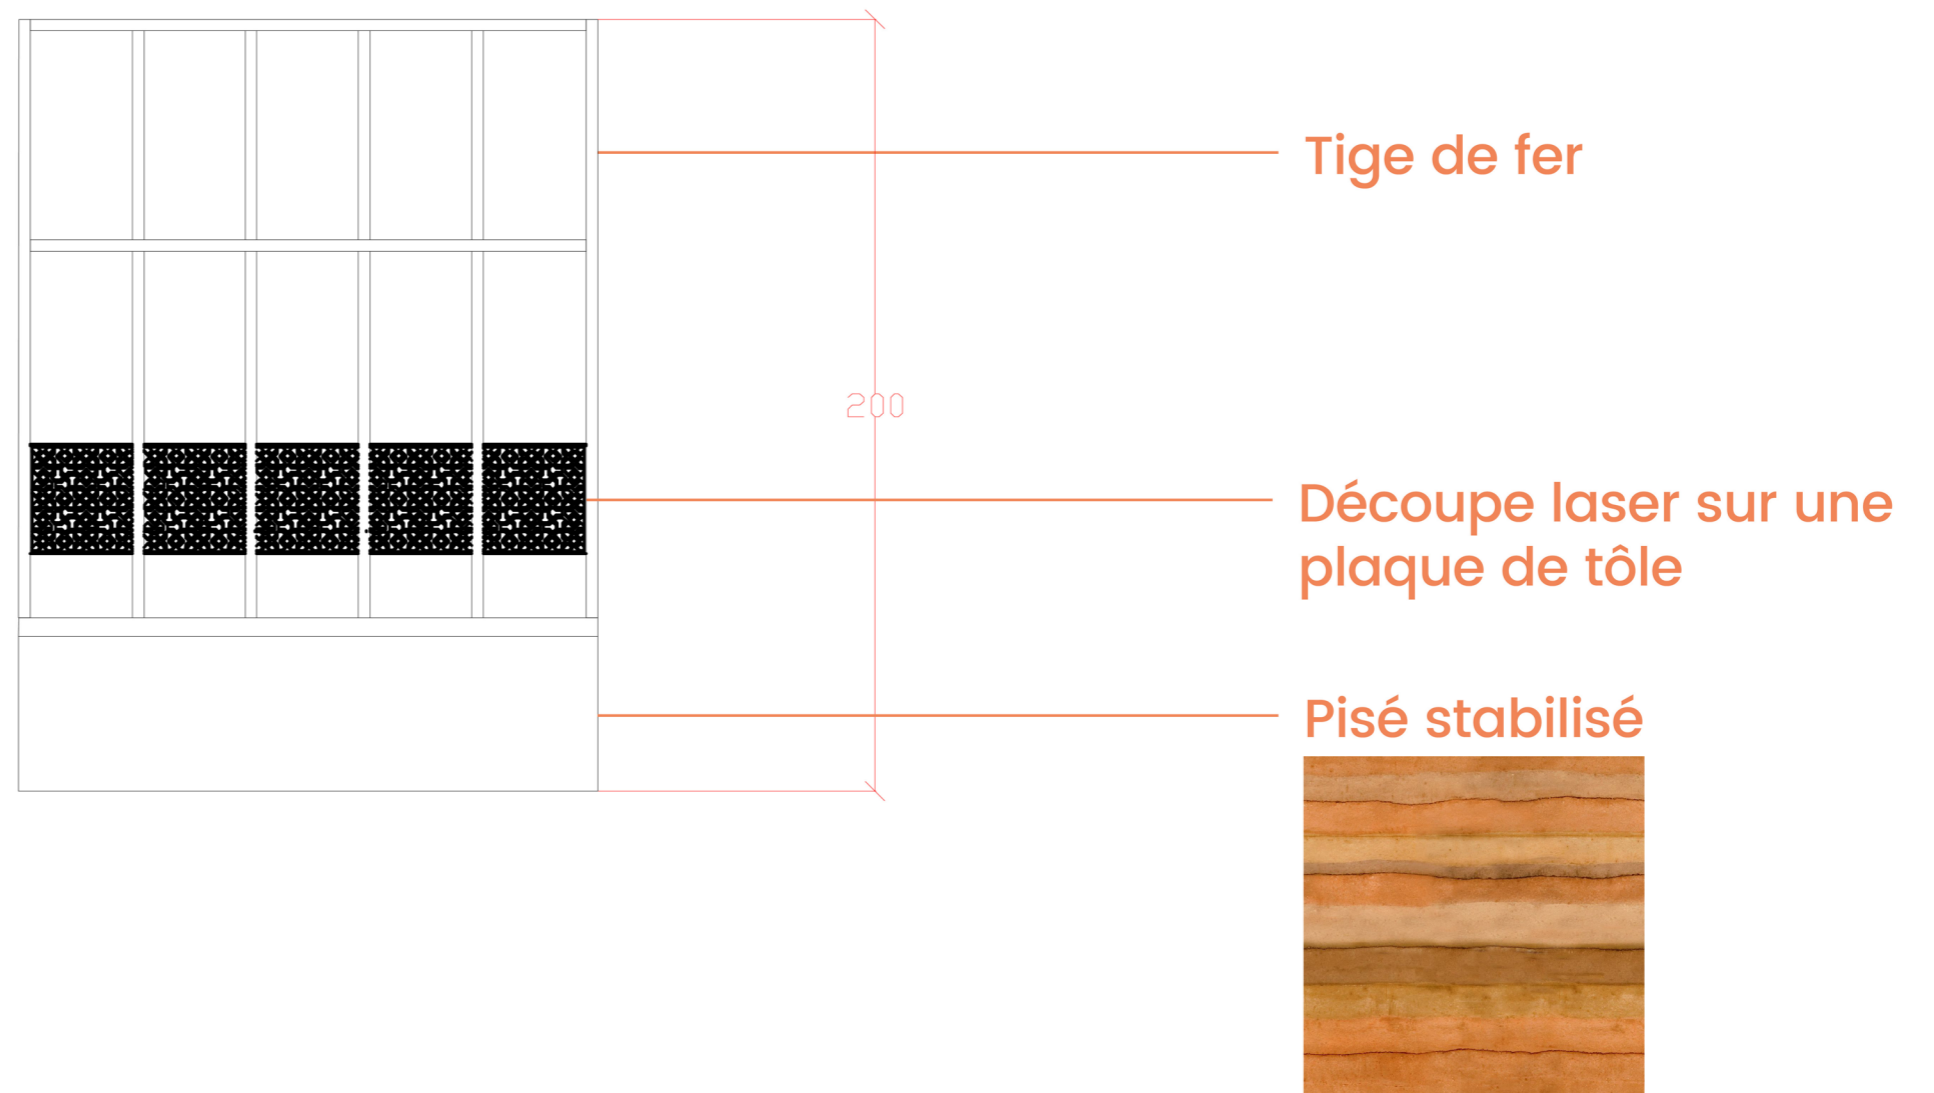 Tige de fer
200
Découpe laser sur une
plaque de tôle
Pisé stabilisé